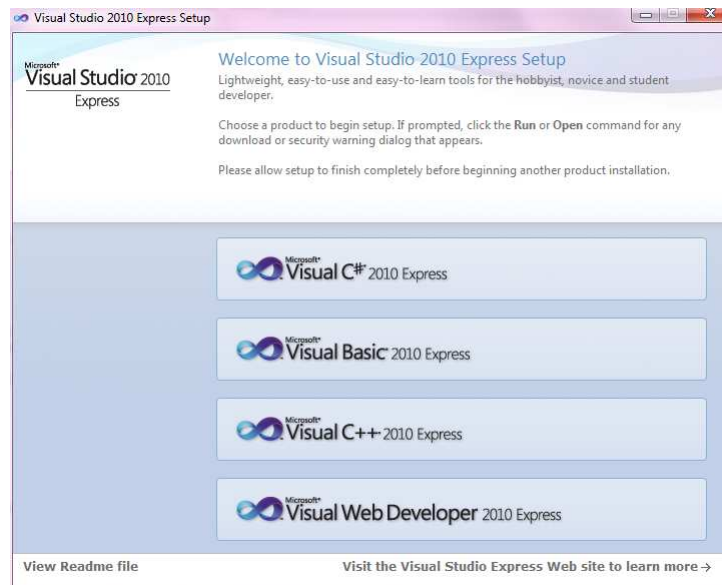 Visual Studio 2010 Express Setup
Microsoft®
Visual Studio® 2010
Express
Welcome to Visual Studio 2010 Express Setup
Lightweight, easy-to-use and easy-to-learn tools for the hobbyist, novice and student
developer.
Choose a product to begin setup. If prompted, click the Run or Open command for any
download or security warning dialog that appears.
Please allow setup to finish completely before beginning another product installation.
Microsoft®
Visual C# 2010 Express
Microsoft®
Visual Basic® 2010 Express
Microsoft®
Visual C++ 2010 Express
Microsoft®
Visual Web Developer 2010 Express
View Readme file
Visit the Visual Studio Express Web site to learn more →